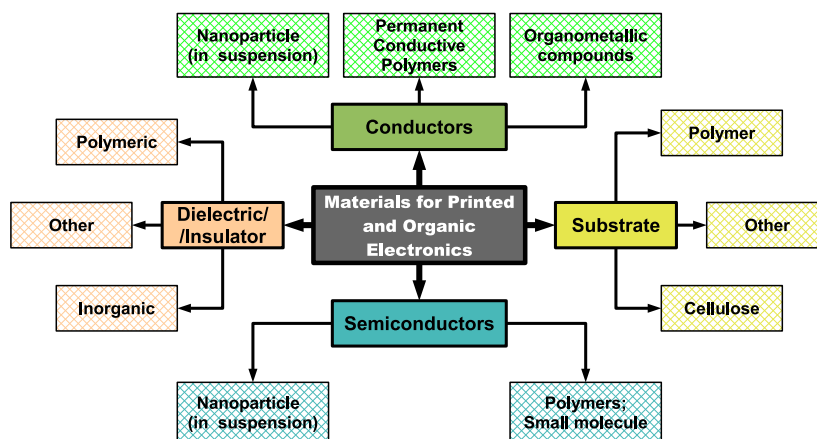 Nanoparticle
(in suspension)
Permanent
Conductive
Polymers
Organometallic
compounds
Conductors
Polymeric
Polymer
Other
Dielectric/
/Insulator
Materials for Printed
and Organic
Electronics
Substrate
Other
Inorganic
Cellulose
Semiconductors
Nanoparticle
(in suspension)
Polymers;
Small molecule